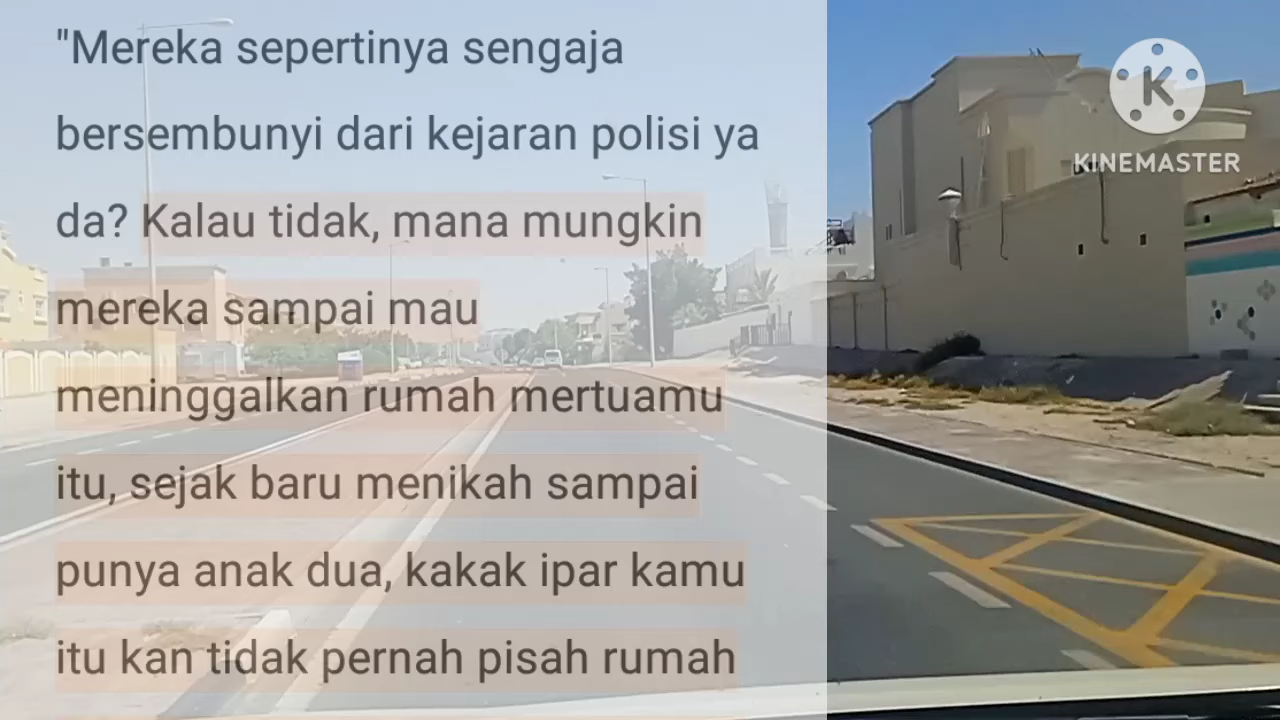 "Mereka sepertinya sengaja
bersembunyi dari kejaran polisi ya
da? Kalau tidak, mana mungkin
mereka sampai mau
meninggalkan rumah mertuamu
itu, sejak baru menikah sampai
punya anak dua, kakak ipar kamu
itu kan tidak pernah pisah rumah
K
KINEMASTER